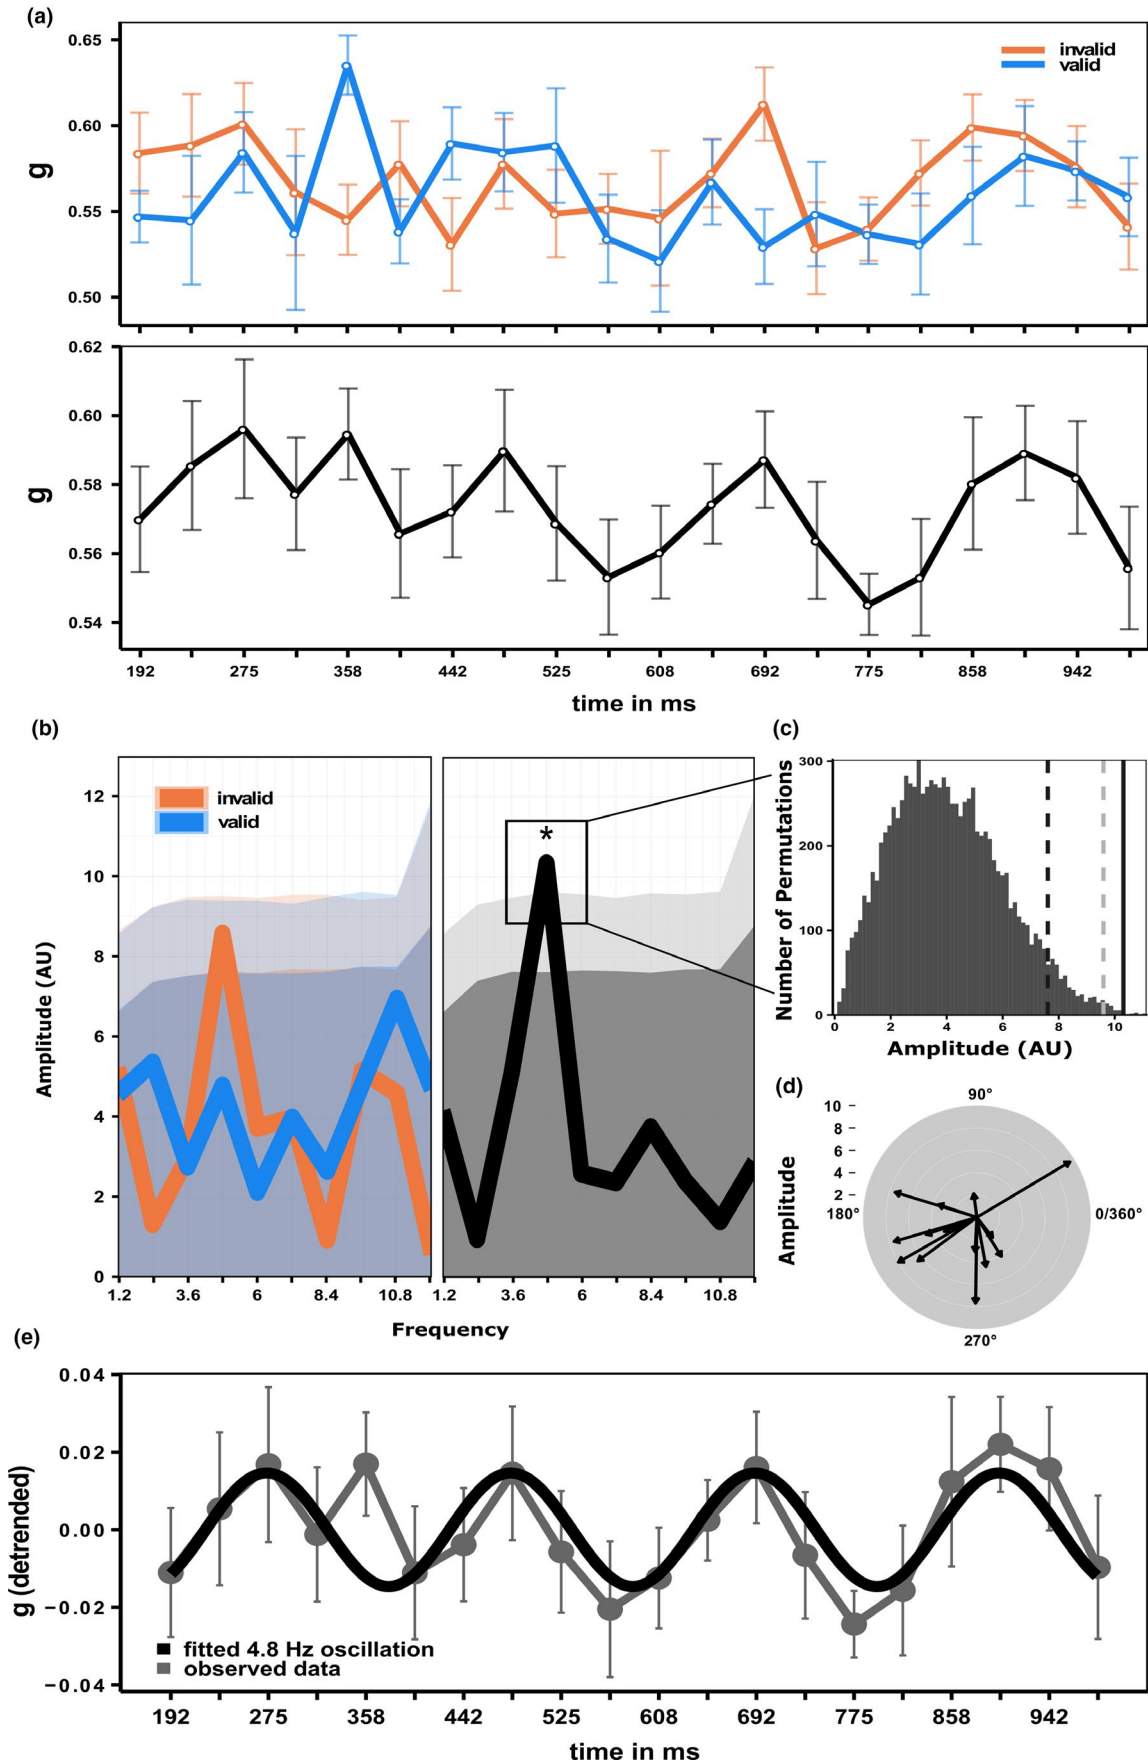 (a)
0.65
0.60
0.55
0.50
g
invalid
valid
0.62
0.60
0.58
0.56
0.54
g
192 275 358 442 525 608 692 775 858 942
time in ms
(b)
12
10
8
6
4
2
0
Amplitude (AU)
invalid
valid
*
1.2 3.6 6 8.4 10.8
1.2 3.6 6 8.4 10.8
Frequency
(c)
300
200
100
0
Number of Permutations
0 2 4 6 8 10
Amplitude (AU)
(d)
90°
10
8
6
4
2
Amplitude
180°
0/360°
270°
(e)
0.04
0.02
0.00
−0.02
−0.04
g (detrended)
fitted 4.8 Hz oscillation
observed data
192 275 358 442 525 608 692 775 858 942
time in ms